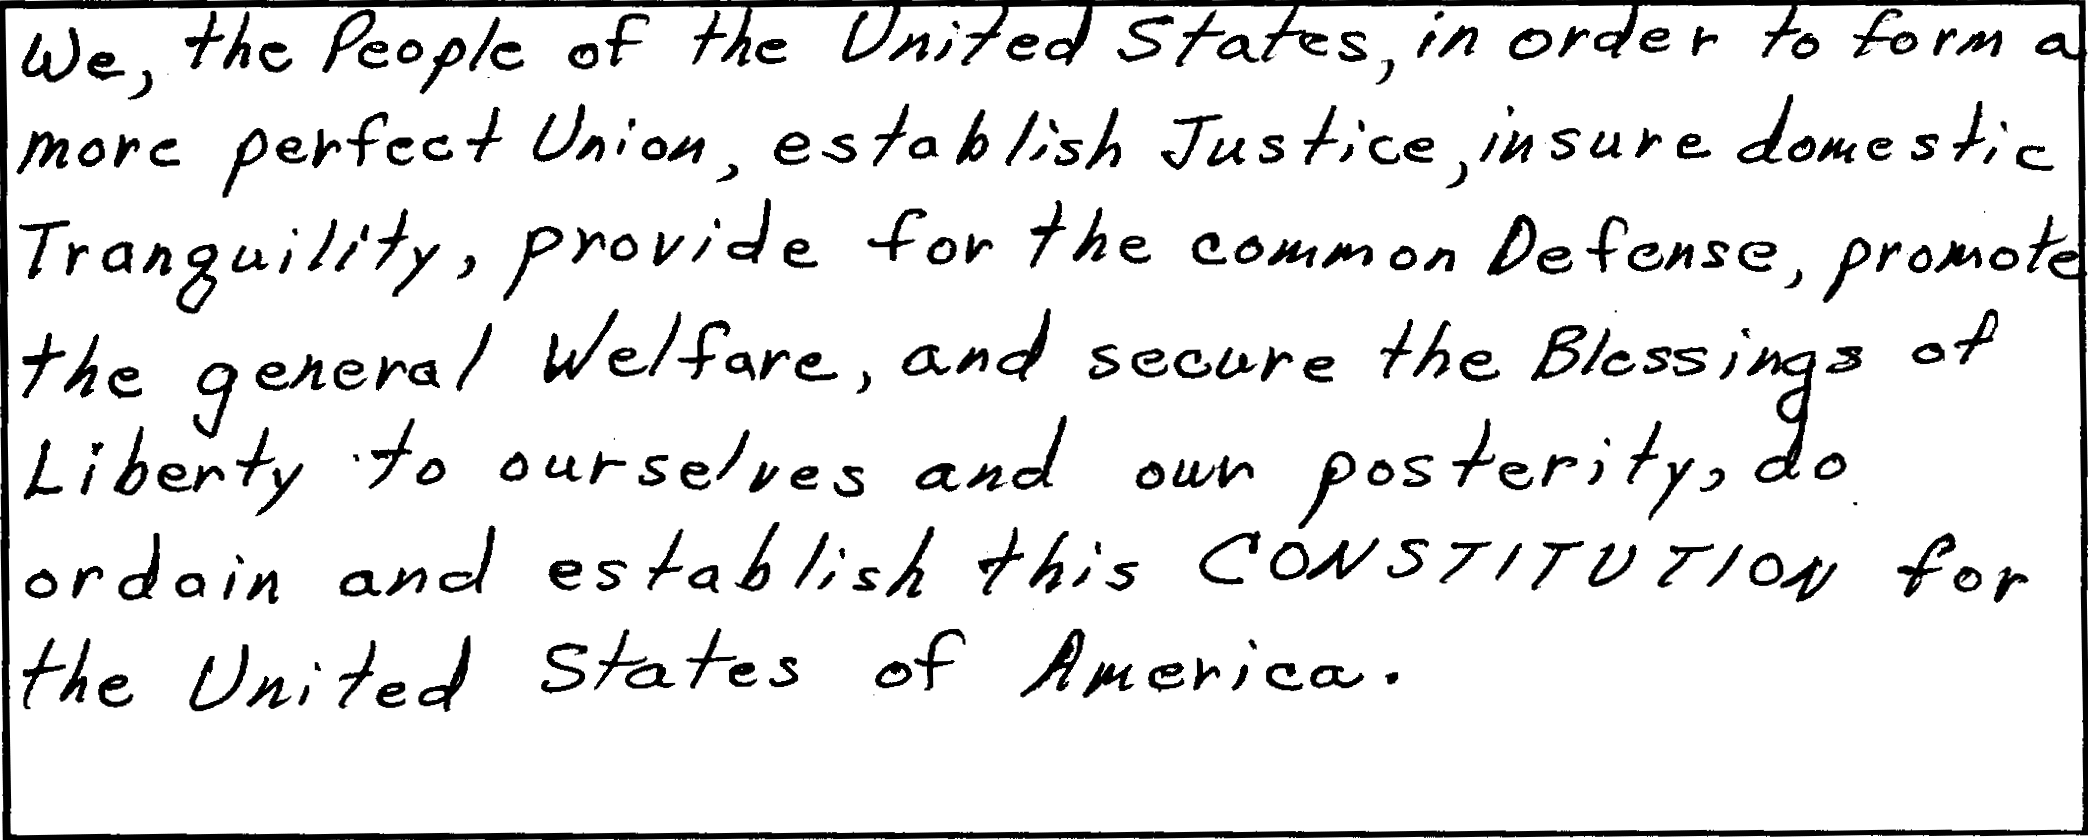 We, the People of the United States, in order to form a
more perfect Union, establish Justice, insure domestic
Tranquility, provide for the common Defense, promote
the general Welfare, and secure the Blessings of
Liberty to ourselves and our posterity, do
ordain and establish this CONSTITUTION for
the United States of America.